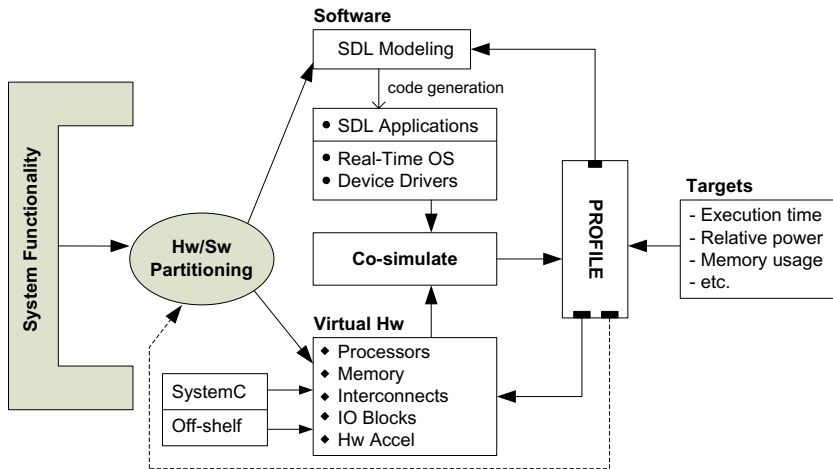 Software
SDL Modeling
code generation
● SDL Applications
● Real-Time OS
● Device Drivers
System Functionality
Hw/Sw
Partitioning
Co-simulate
PROFILE
Targets
- Execution time
- Relative power
- Memory usage
- etc.
Virtual Hw
◆ Processors
◆ Memory
◆ Interconnects
◆ IO Blocks
◆ Hw Accel
SystemC
Off-shelf